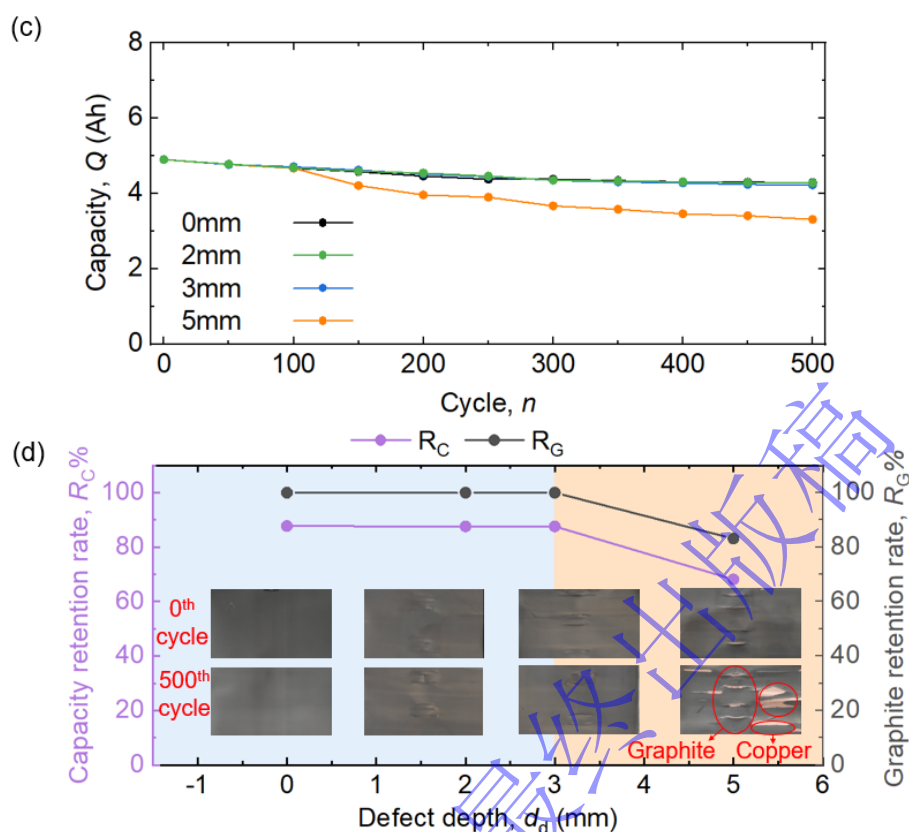 (c)
8
6
4
2
0
Capacity, Q (Ah)
0mm
2mm
3mm
5mm
0 100 200 300 400 500
Cycle, n
(d)
R_C R_G
Capacity retention rate, R_C%
100
80
60
40
20
0
0th cycle
500th cycle
Graphite Copper
100
80
60
40
20
0
Graphite retention rate, R_G%
-1 0 1 2 3 4 5 6
Defect depth, d_d (mm)
出版稿